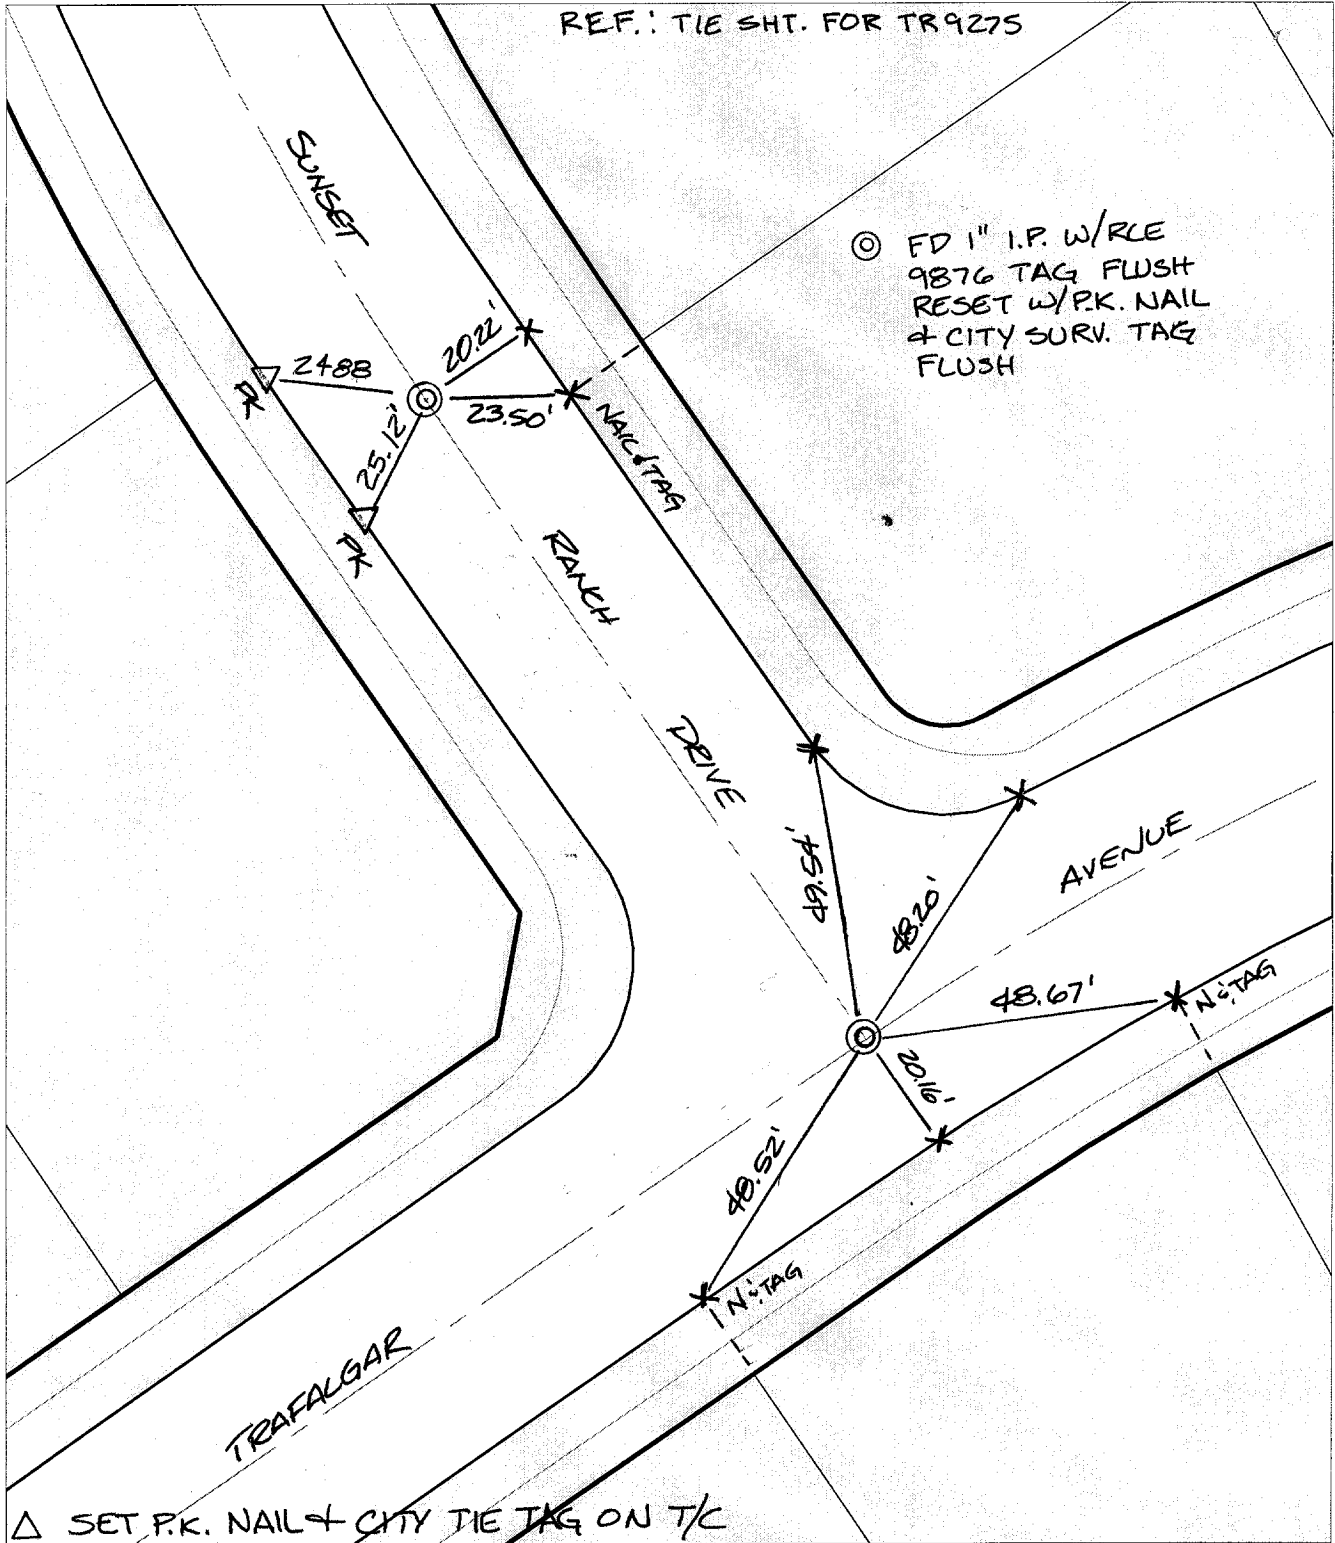 REF.: TIE SHT. FOR TR9275
SUNSET
◎ FD 1" I.P. W/RCE
9876 TAG FLUSH
RESET W/P.K. NAIL
& CITY SURV. TAG
FLUSH
20.22'
2488
PK
23.50'
NAIL & TAG
25.12'
PK
RANCH
DRIVE
49.54'
48.20'
AVENUE
48.67'
N & TAG
20.16'
48.52'
N & TAG
TRAFALGAR
△ SET P.K. NAIL & CITY TIE TAG ON T/C